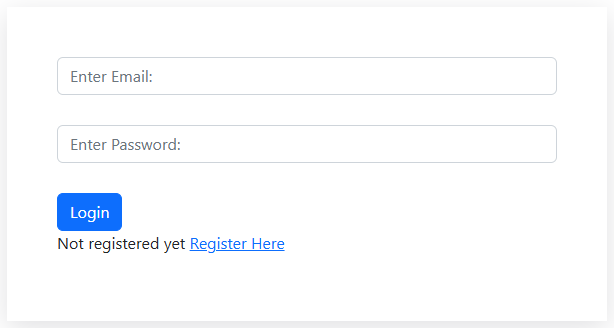 Enter Email:
Enter Password:
Login
Not registered yet Register Here